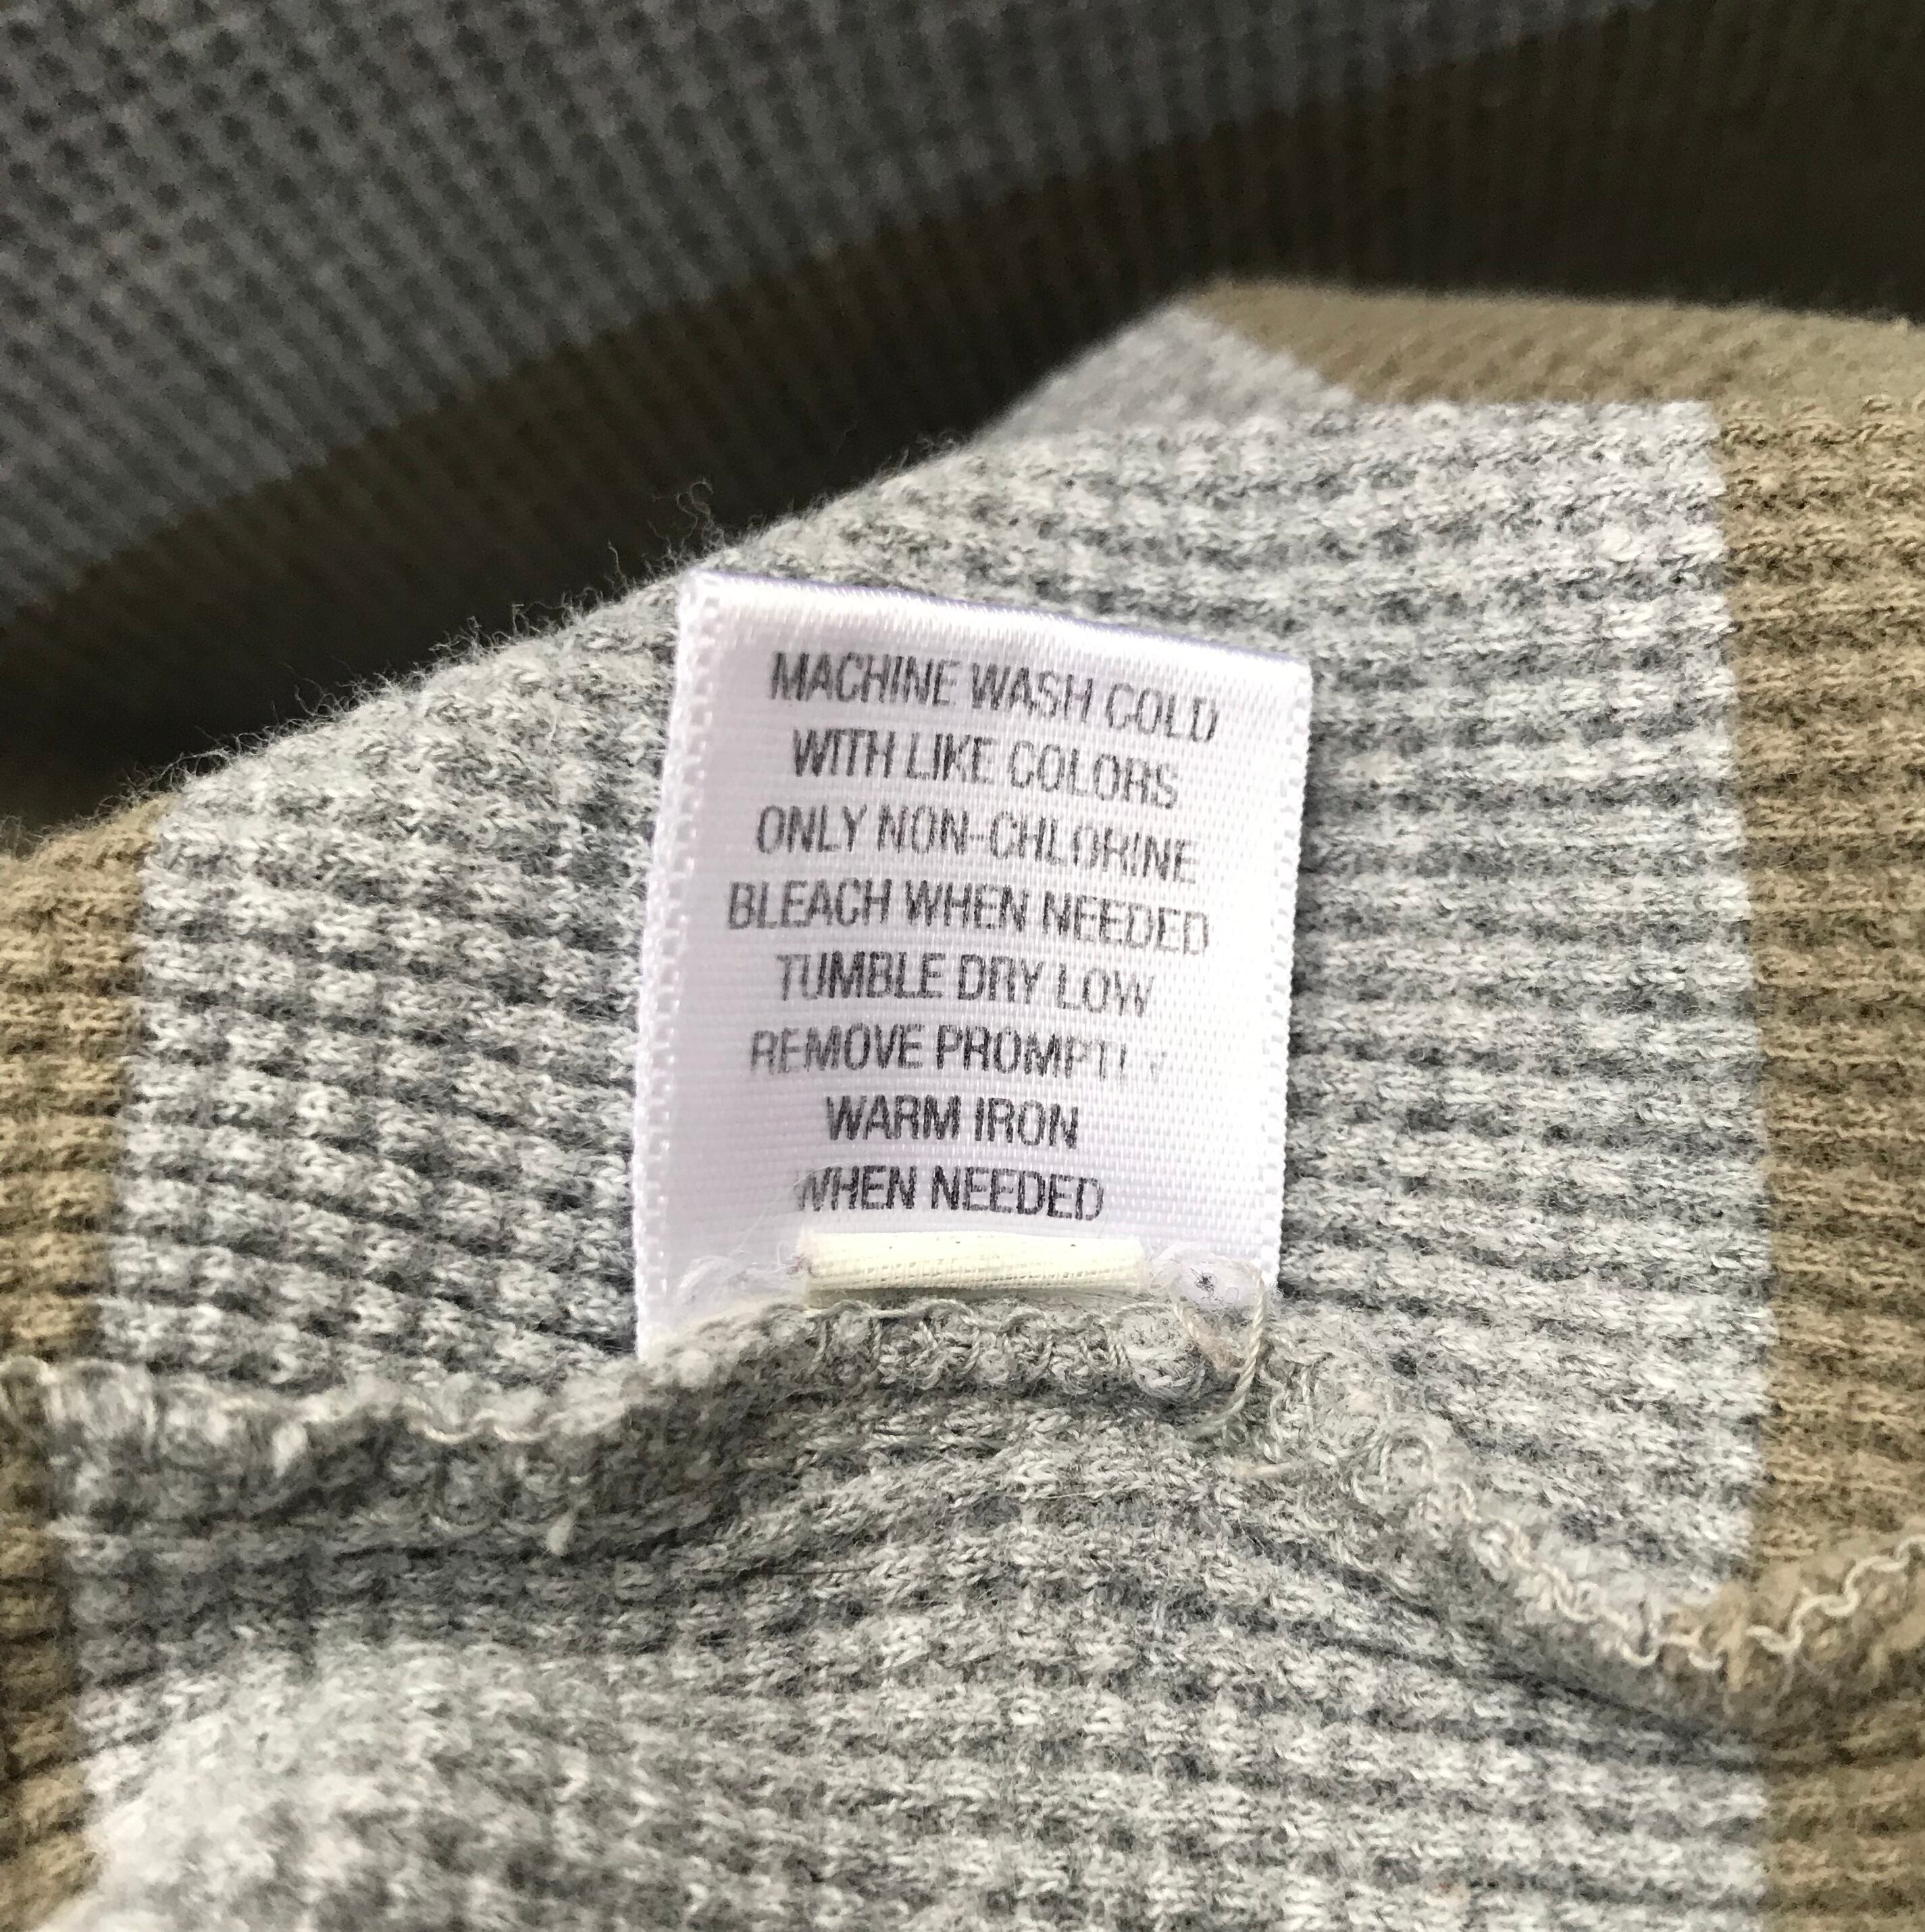 MACHINE WASH COLD
WITH LIKE COLORS
ONLY NON-CHLORINE
BLEACH WHEN NEEDED
TUMBLE DRY LOW
REMOVE PROMPTLY
WARM IRON
WHEN NEEDED